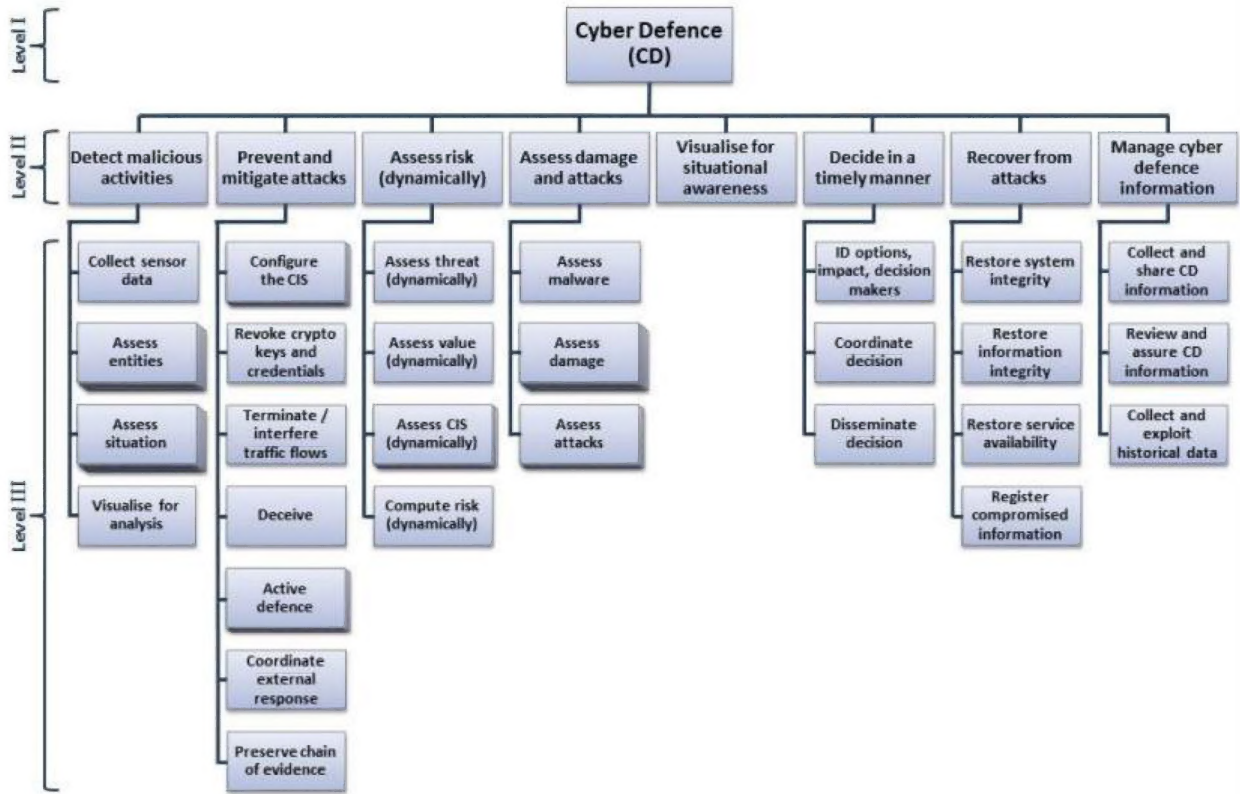 Level I
Cyber Defence
(CD)
Level II
Detect malicious
activities
Prevent and
mitigate attacks
Assess risk
(dynamically)
Assess damage
and attacks
Visualise for
situational
awareness
Decide in a
timely manner
Recover from
attacks
Manage cyber
defence
information
Level III
Collect sensor
data
Assess
entities
Assess
situation
Visualise for
analysis
Configure
the CIS
Revoke crypto
keys and
credentials
Terminate /
interfere
traffic flows
Deceive
Active
defence
Coordinate
external
response
Preserve chain
of evidence
Assess threat
(dynamically)
Assess value
(dynamically)
Assess CIS
(dynamically)
Compute risk
(dynamically)
Assess
malware
Assess
damage
Assess
attacks
ID options,
impact, decision
makers
Coordinate
decision
Disseminate
decision
Restore system
integrity
Restore
information
integrity
Restore service
availability
Register
compromised
information
Collect and
share CD
information
Review and
assure CD
information
Collect and
exploit
historical data